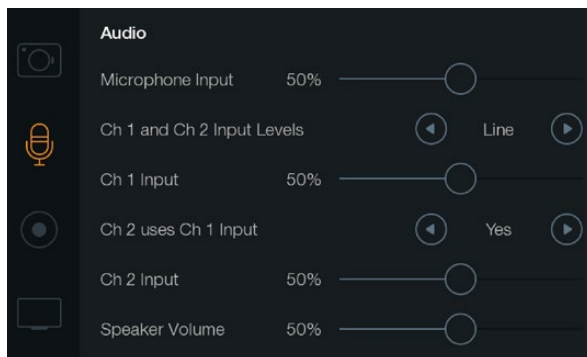 Audio
Microphone Input 50%
Ch 1 and Ch 2 Input Levels Line
Ch 1 Input 50%
Ch 2 uses Ch 1 Input Yes
Ch 2 Input 50%
Speaker Volume 50%